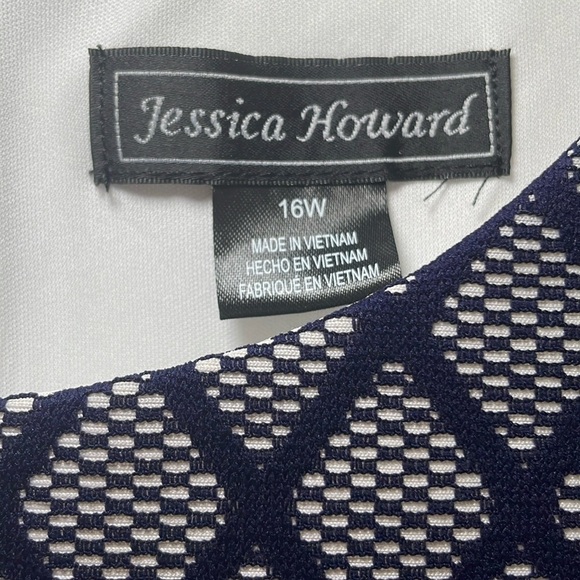 Jessica Howard
16W
MADE IN VIETNAM
HECHO EN VIETNAM
FABRIQUÉ EN VIETNAM